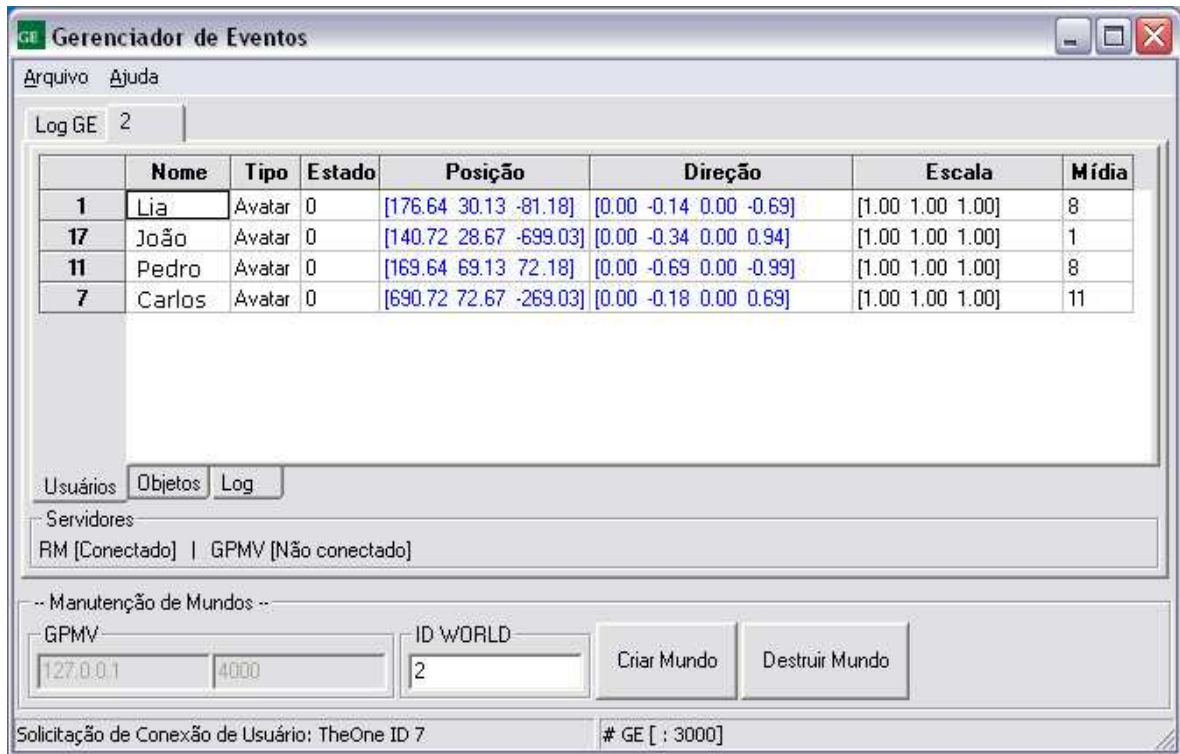 GE Gerenciador de Eventos
Arquivo Ajuda
Log GE 2
Nome Tipo Estado Posição Direção Escala Mídia
1 Lia Avatar 0 [176.64 30.13 -81.18] [0.00 -0.14 0.00 -0.69] [1.00 1.00 1.00] 8
17 João Avatar 0 [140.72 28.67 -699.03] [0.00 -0.34 0.00 0.94] [1.00 1.00 1.00] 1
11 Pedro Avatar 0 [169.64 69.13 72.18] [0.00 -0.69 0.00 -0.99] [1.00 1.00 1.00] 8
7 Carlos Avatar 0 [690.72 72.67 -269.03] [0.00 -0.18 0.00 0.69] [1.00 1.00 1.00] 11
Usuários Objetos Log
Servidores
RM [Conectado] | GPMV [Não conectado]
-- Manutenção de Mundos --
GPMV ID WORLD
127.0.0.1 4000 2 Criar Mundo Destruir Mundo
Solicitação de Conexão de Usuário: TheOne ID 7 # GE [ : 3000]